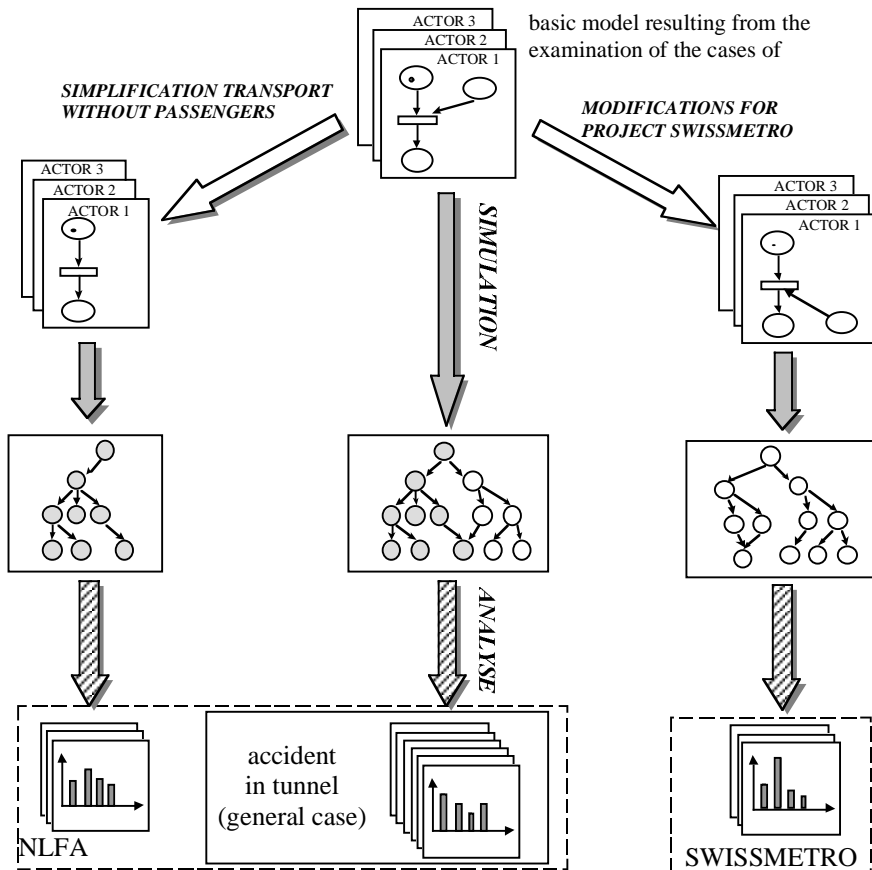 basic model resulting from the
examination of the cases of
ACTOR 3
ACTOR 2
ACTOR 1
SIMPLIFICATION TRANSPORT
WITHOUT PASSENGERS
MODIFICATIONS FOR
PROJECT SWISSMETRO
ACTOR 3
ACTOR 2
ACTOR 1
SIMULATION
ACTOR 3
ACTOR 2
ACTOR 1
ANALYSE
accident
in tunnel
(general case)
NLFA
SWISSMETRO